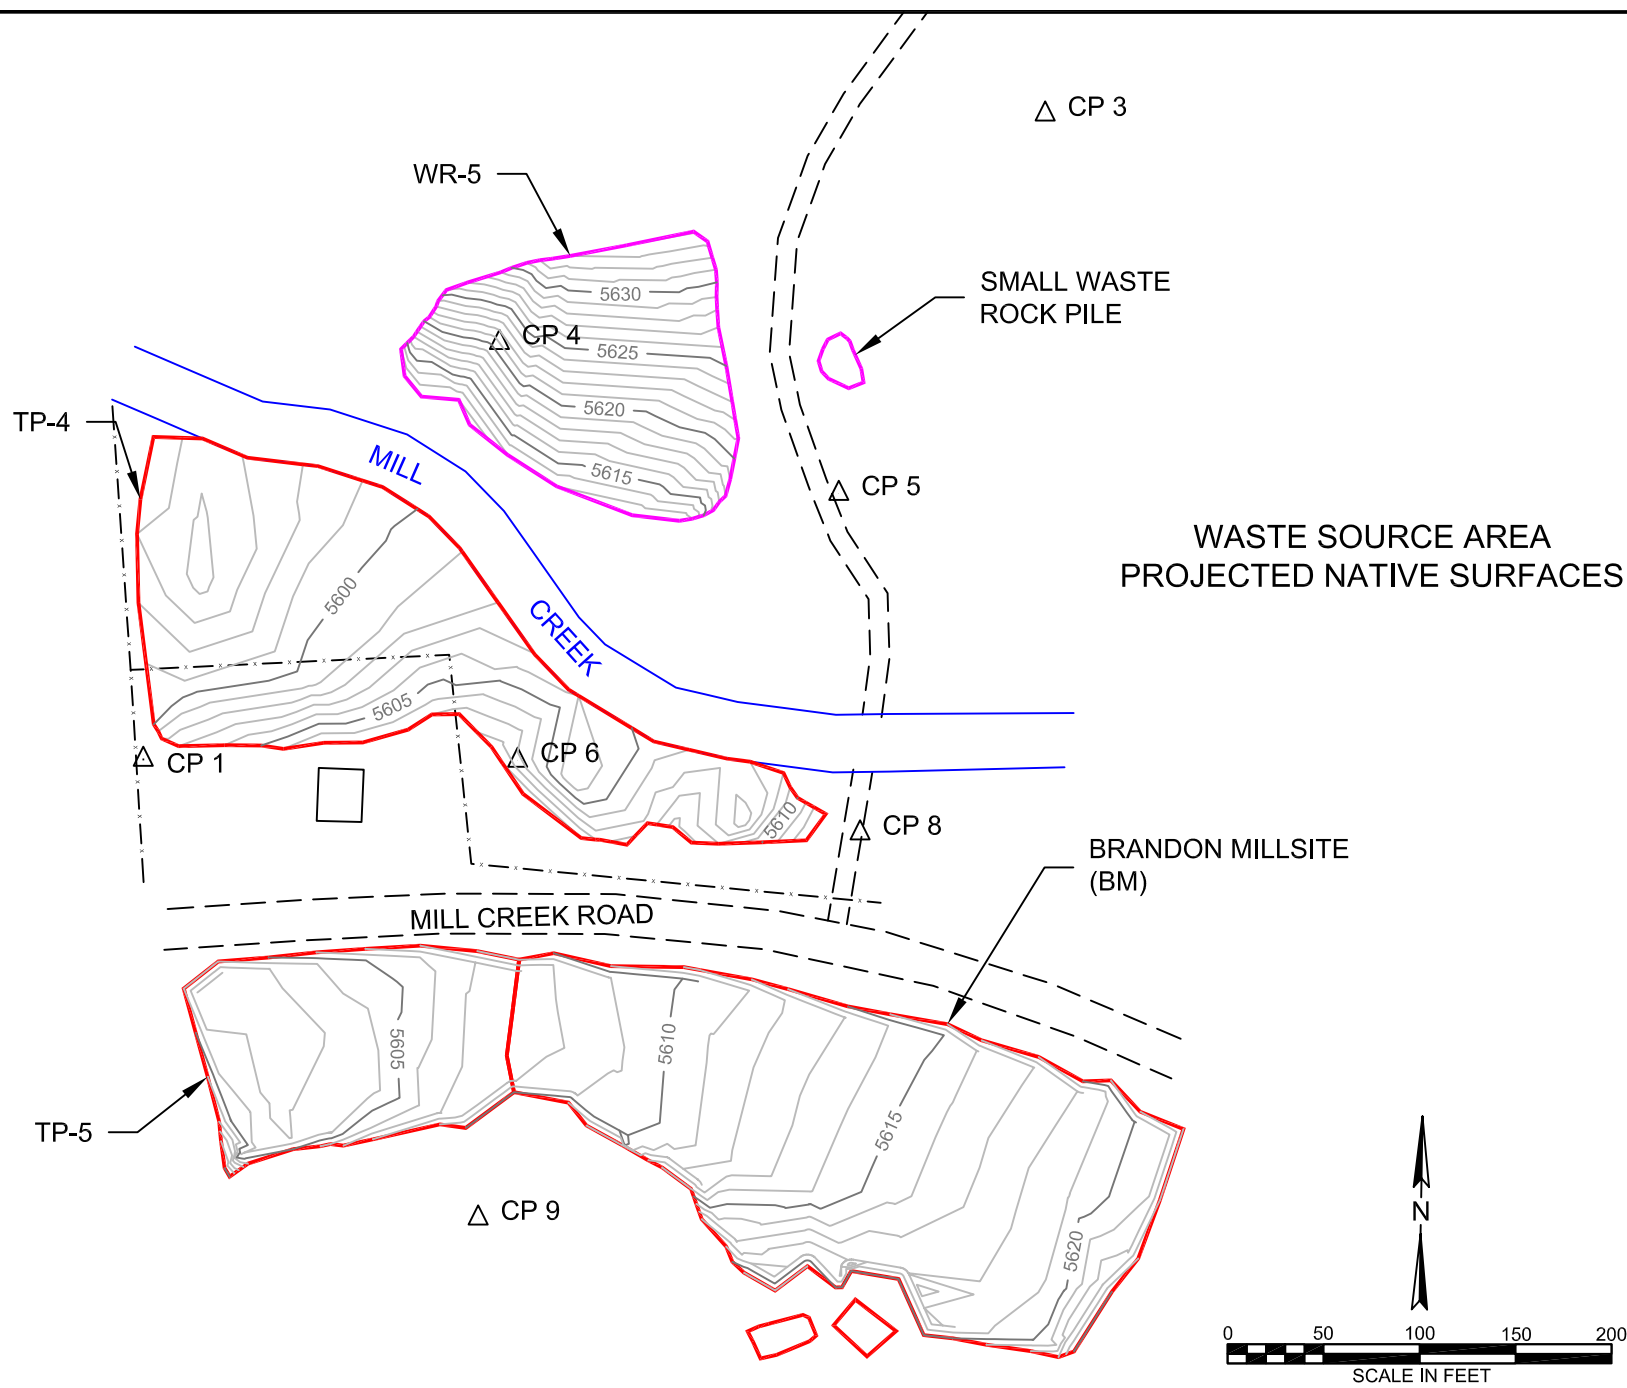 CP 3
WR-5
SMALL WASTE
ROCK PILE
5630
CP 4
5625
5620
TP-4
MILL
5615
CP 5
WASTE SOURCE AREA
PROJECTED NATIVE SURFACES
5600
CREEK
5605
CP 6
CP 1
5610
CP 8
BRANDON MILLSITE
(BM)
MILL CREEK ROAD
5605
5610
5615
TP-5
CP 9
5620
N
0 50 100 150 200
SCALE IN FEET